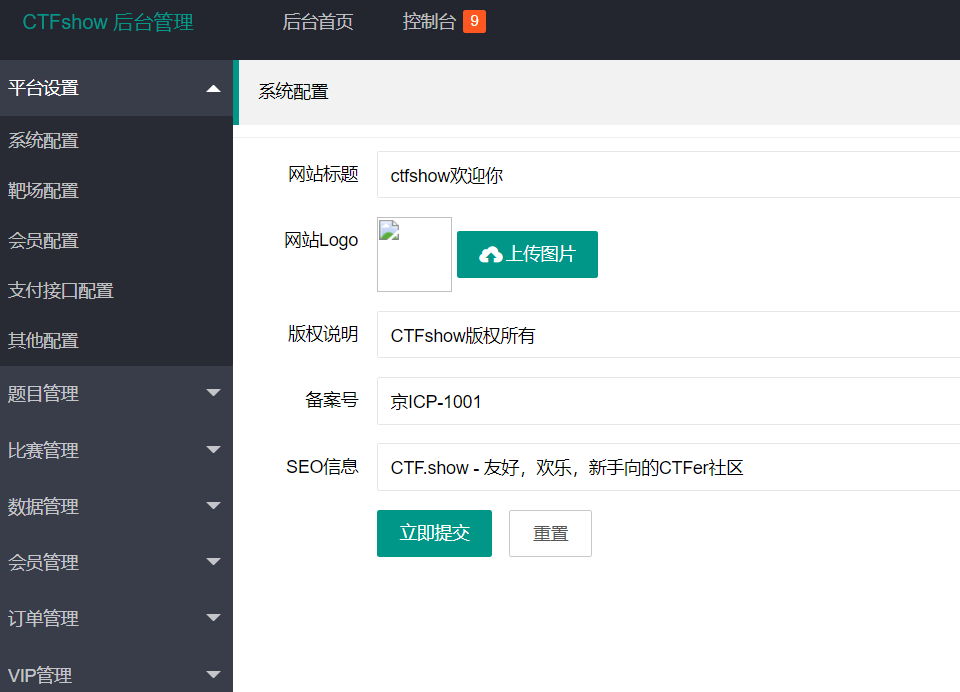 CTFshow 后台管理 后台首页 控制台 9
平台设置
系统配置
靶场配置
会员配置
支付接口配置
其他配置
题目管理
比赛管理
数据管理
会员管理
订单管理
VIP管理
系统配置
网站标题 ctfshow欢迎你
网站Logo 上传图片
版权说明 CTFshow版权所有
备案号 京ICP-1001
SEO信息 CTF.show - 友好，欢乐，新手向的CTFer社区
立即提交 重置